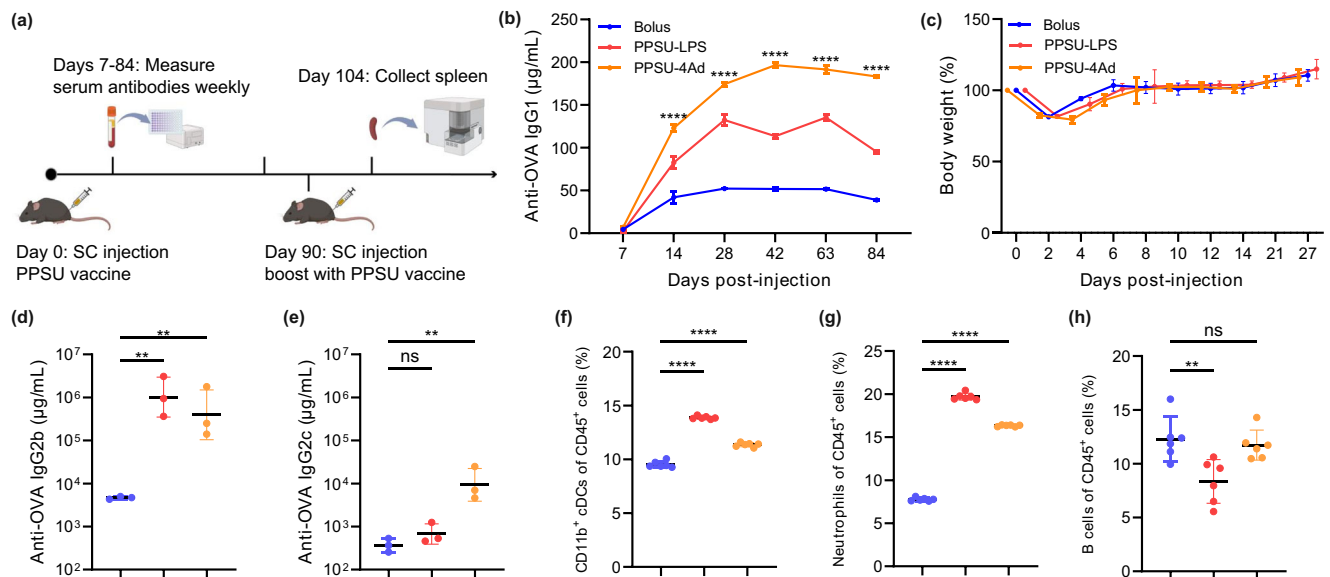 (a)
Days 7-84: Measure
serum antibodies weekly
Day 104: Collect spleen
Day 0: SC injection
PPSU vaccine
Day 90: SC injection
boost with PPSU vaccine
(b)
Anti-OVA IgG1 (µg/mL)
250
200
150
100
50
0
Bolus
PPSU-LPS
PPSU-4Ad
****
****
****
****
****
7 14 28 42 63 84
Days post-injection
(c)
Body weight (%)
150
100
50
0
Bolus
PPSU-LPS
PPSU-4Ad
0 2 4 6 8 10 12 14 21 27
Days post-injection
(d)
Anti-OVA IgG2b (µg/mL)
**
**
10⁷
10⁶
10⁵
10⁴
10³
10²
(e)
Anti-OVA IgG2c (µg/mL)
**
ns
10⁷
10⁶
10⁵
10⁴
10³
10²
(f)
CD11b⁺ cDCs of CD45⁺ cells (%)
****
****
20
15
10
5
0
(g)
Neutrophils of CD45⁺ cells (%)
****
****
25
20
15
10
5
0
(h)
B cells of CD45⁺ cells (%)
ns
**
20
15
10
5
0